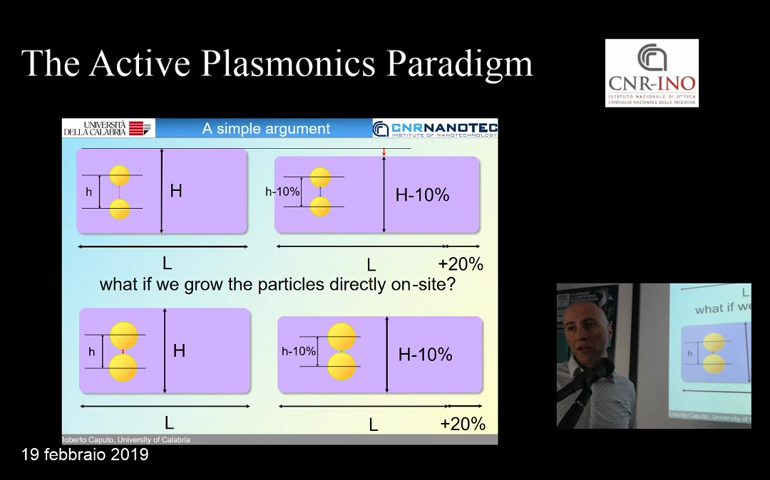 The Active Plasmonics Paradigm
CNR-INO
ISTITUTO NAZIONALE DI OTTICA
CONSIGLIO NAZIONALE DELLE RICERCHE
UNIVERSITÀ
DELLA CALABRIA
A simple argument
CNRNANOTEC
INSTITUTE OF NANOTECHNOLOGY
h
H
h-10%
H-10%
L
L
+20%
what if we grow the particles directly on-site?
h
H
h-10%
H-10%
L
L
+20%
Roberto Caputo, University of Calabria
19 febbraio 2019
L
what if we
h